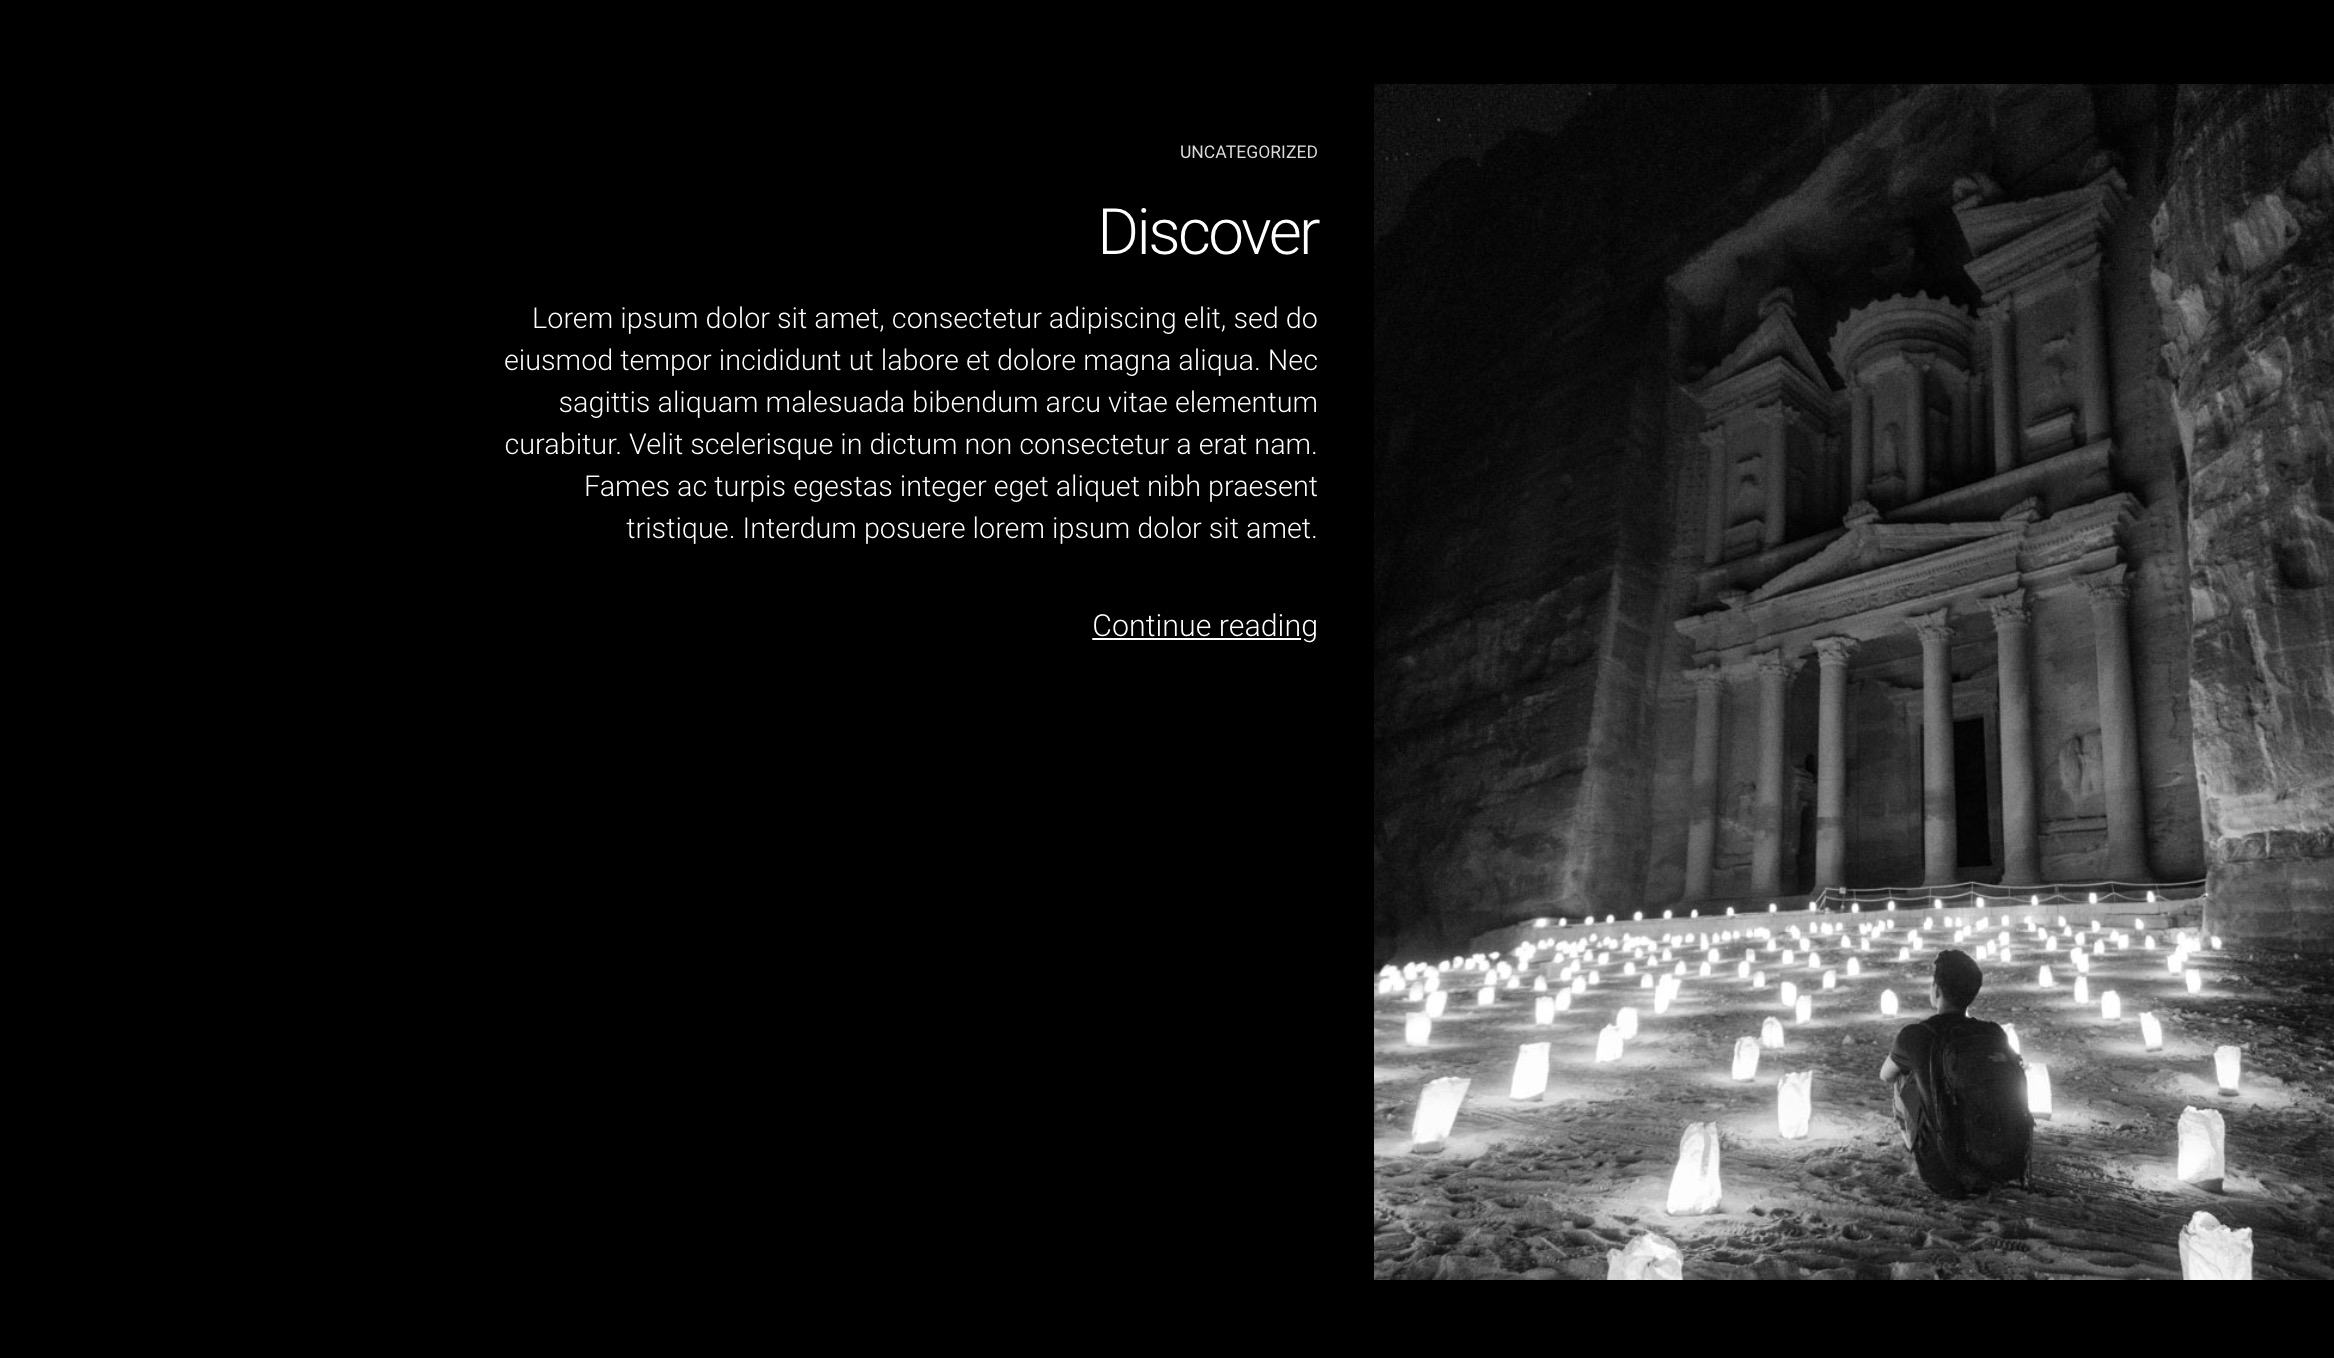 UNCATEGORIZED
Discover
Lorem ipsum dolor sit amet, consectetur adipiscing elit, sed do
eiusmod tempor incididunt ut labore et dolore magna aliqua. Nec
sagittis aliquam malesuada bibendum arcu vitae elementum
curabitur. Velit scelerisque in dictum non consectetur a erat nam.
Fames ac turpis egestas integer eget aliquet nibh praesent
tristique. Interdum posuere lorem ipsum dolor sit amet.
Continue reading